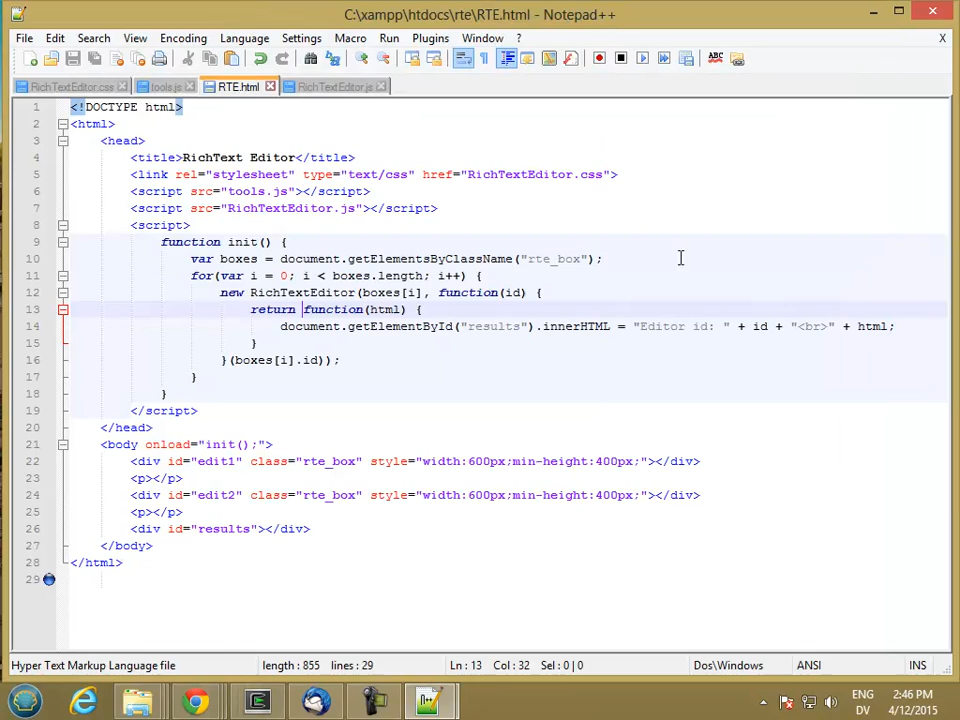 C:\xampp\htdocs\rte\RTE.html - Notepad++
File Edit Search View Encoding Language Settings Macro Run Plugins Window ? X
RichTextEditor.css tools.js RTE.html RichTextEditor.js
1 <!DOCTYPE html>
2 <html>
3 <head>
4 <title>RichText Editor</title>
5 <link rel="stylesheet" type="text/css" href="RichTextEditor.css">
6 <script src="tools.js"></script>
7 <script src="RichTextEditor.js"></script>
8 <script>
9 function init() {
10 var boxes = document.getElementsByClassName("rte_box");
11 for(var i = 0; i < boxes.length; i++) {
12 new RichTextEditor(boxes[i], function(id) {
13 return function(html) {
14 document.getElementById("results").innerHTML = "Editor id: " + id + "<br>" + html;
15 }
16 }(boxes[i].id));
17 }
18 }
19 </script>
20 </head>
21 <body onload="init();">
22 <div id="edit1" class="rte_box" style="width:600px;min-height:400px;"></div>
23 <p></p>
24 <div id="edit2" class="rte_box" style="width:600px;min-height:400px;"></div>
25 <p></p>
26 <div id="results"></div>
27 </body>
28 </html>
29
Hyper Text Markup Language file length : 855 lines : 29 Ln : 13 Col : 32 Sel : 0 | 0 Dos\Windows ANSI INS
ENG 2:46 PM
DV 4/12/2015